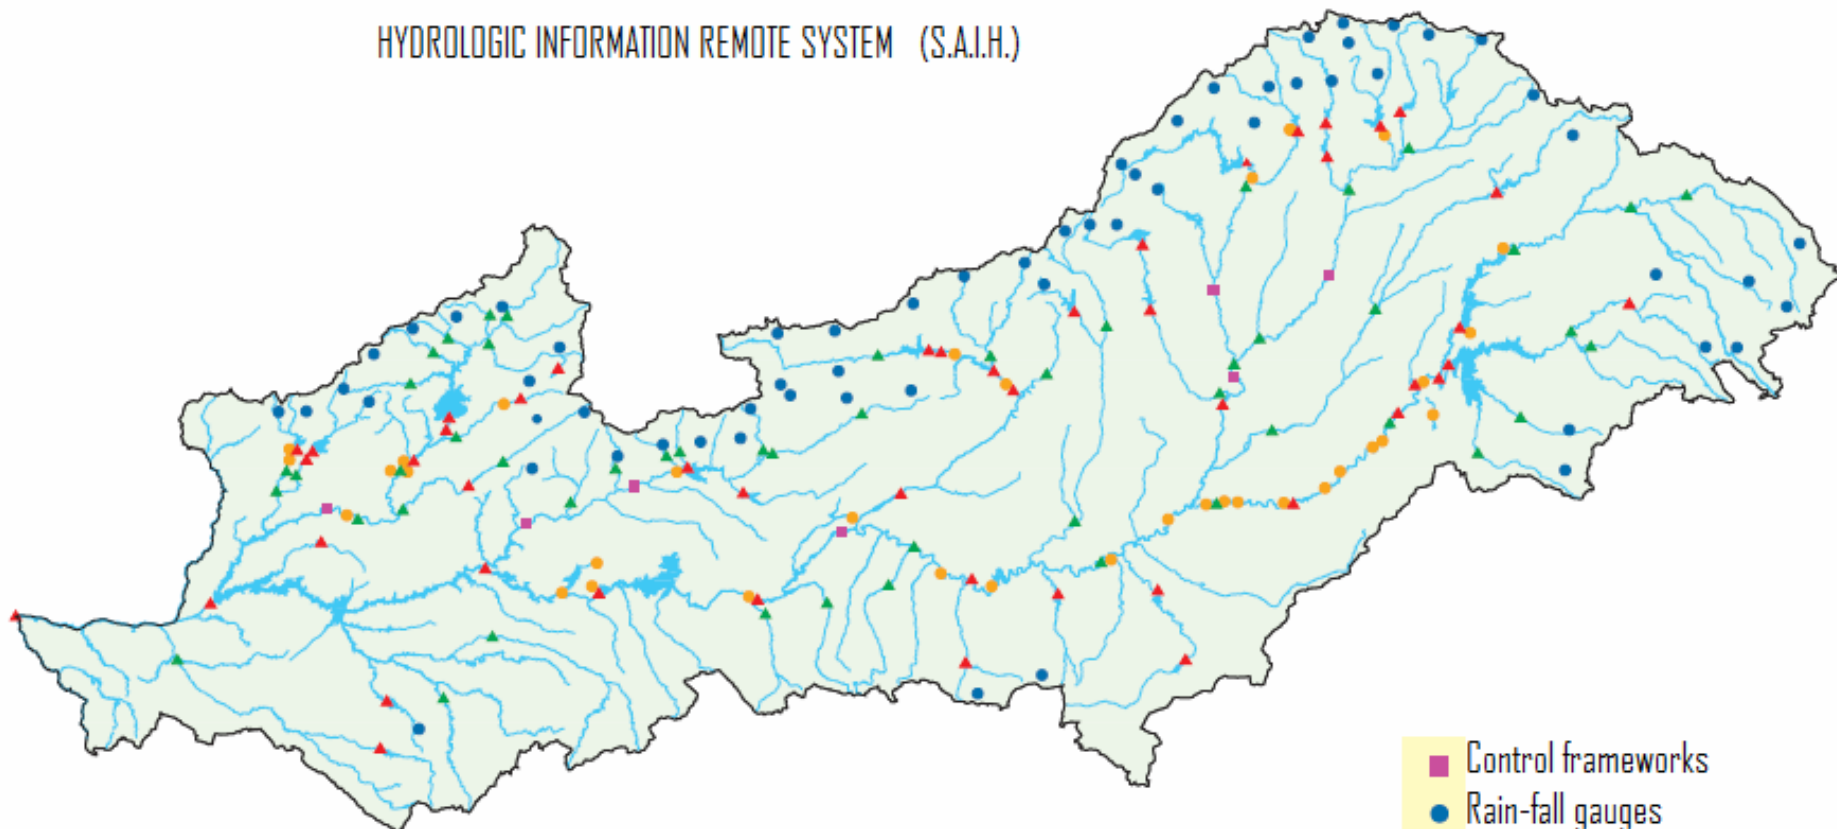 HYDROLOGIC INFORMATION REMOTE SYSTEM (S.A.I.H.)
Control frameworks
Rain-fall gauges